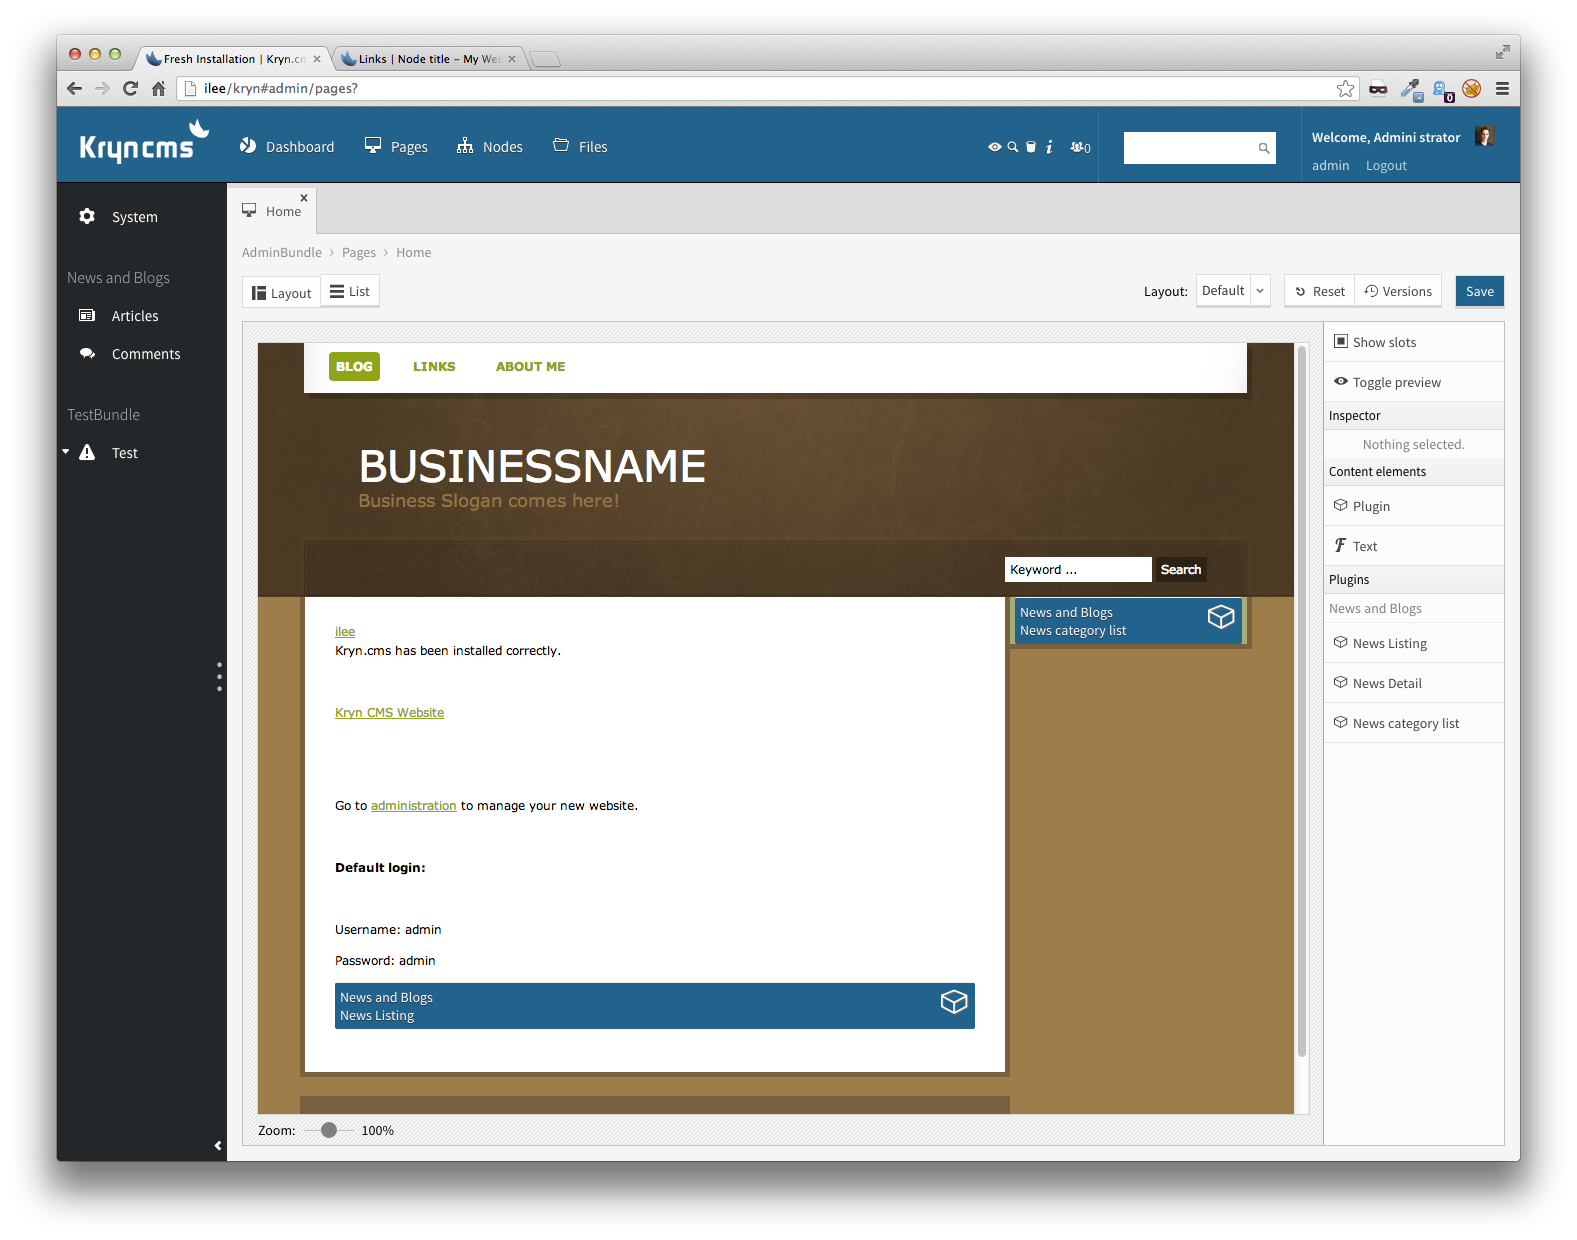 Fresh Installation | Kryn.cm
Links | Node title – My Web
ilee/kryn#admin/pages?
0
Kryn cms
Dashboard
Pages
Nodes
Files
0
Welcome, Admini strator
admin
Logout
System
News and Blogs
Articles
Comments
TestBundle
Test
Home
AdminBundle › Pages › Home
Layout
List
Layout:
Default
Reset
Versions
Save
BLOG
LINKS
ABOUT ME
BUSINESSNAME
Business Slogan comes here!
Keyword ...
Search
ilee
Kryn.cms has been installed correctly.
Kryn CMS Website
Go to administration to manage your new website.
Default login:
Username: admin
Password: admin
News and Blogs
News Listing
News and Blogs
News category list
Zoom:
100%
Show slots
Toggle preview
Inspector
Nothing selected.
Content elements
Plugin
Text
Plugins
News and Blogs
News Listing
News Detail
News category list